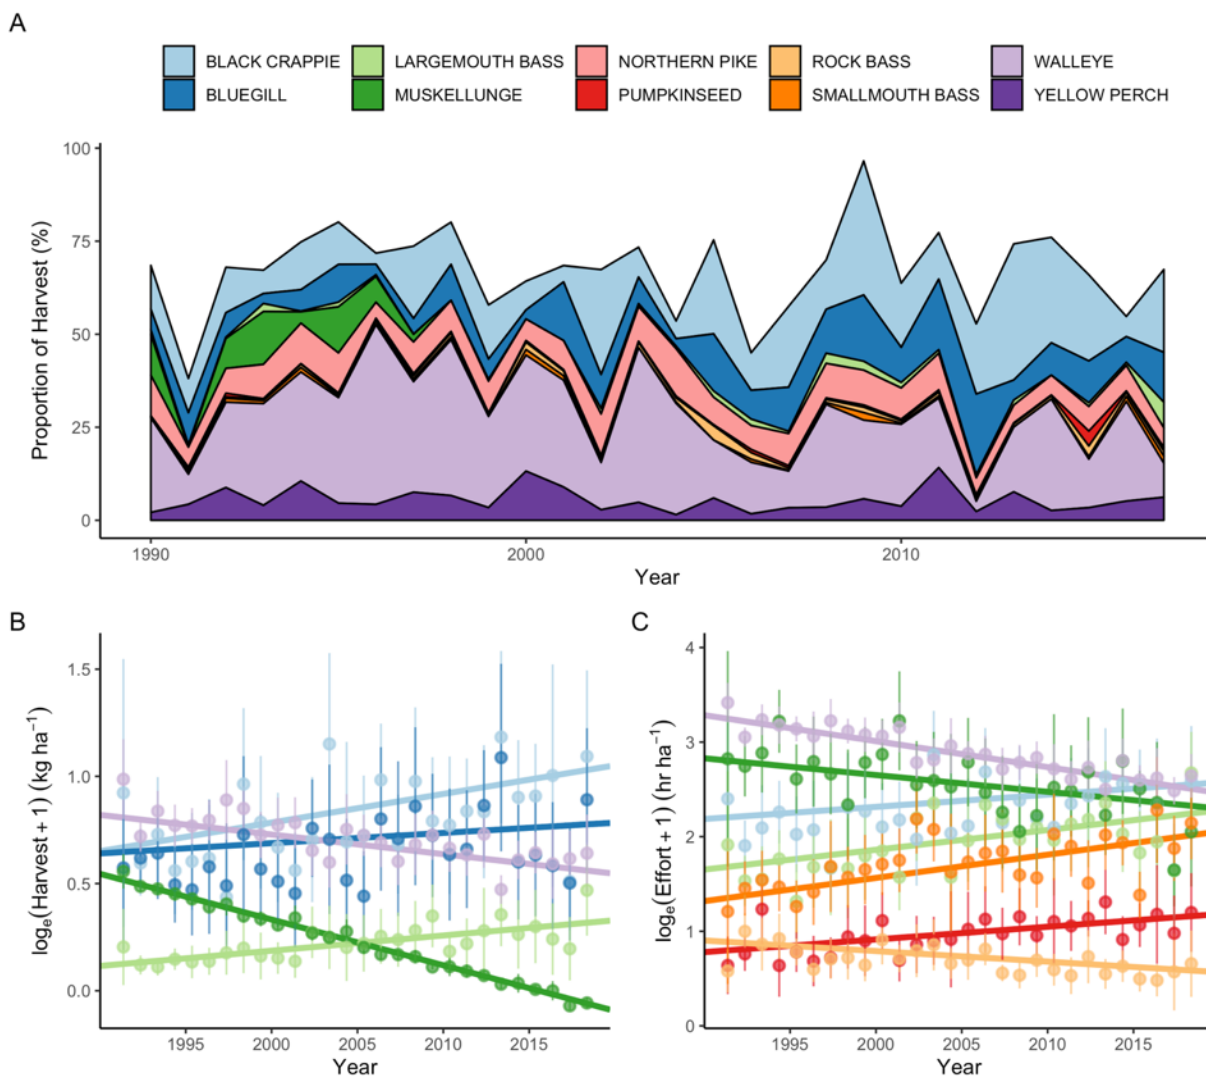 A
BLACK CRAPPIE LARGEMOUTH BASS NORTHERN PIKE ROCK BASS WALLEYE
BLUEGILL MUSKELLUNGE PUMPKINSEED SMALLMOUTH BASS YELLOW PERCH
Proportion of Harvest (%)
100
75
50
25
0
1990 2000 2010
Year
B
logₑ(Harvest + 1) (kg ha⁻¹)
1.5
1.0
0.5
0.0
1995 2000 2005 2010 2015
Year
C
logₑ(Effort + 1) (hr ha⁻¹)
4
3
2
1
0
1995 2000 2005 2010 2015
Year